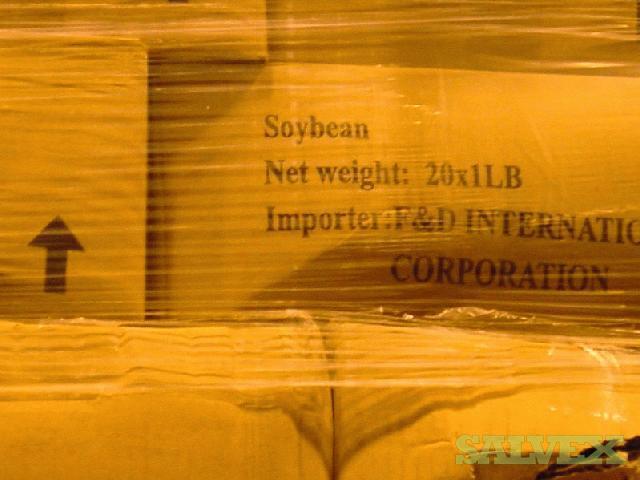 Soybean
Net weight: 20x1LB
Importer:F&D INTERNATIO
CORPORATION
SALVEX